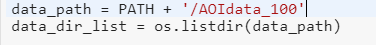 data_path = PATH + '/AOIdata_100'
data_dir_list = os.listdir(data_path)